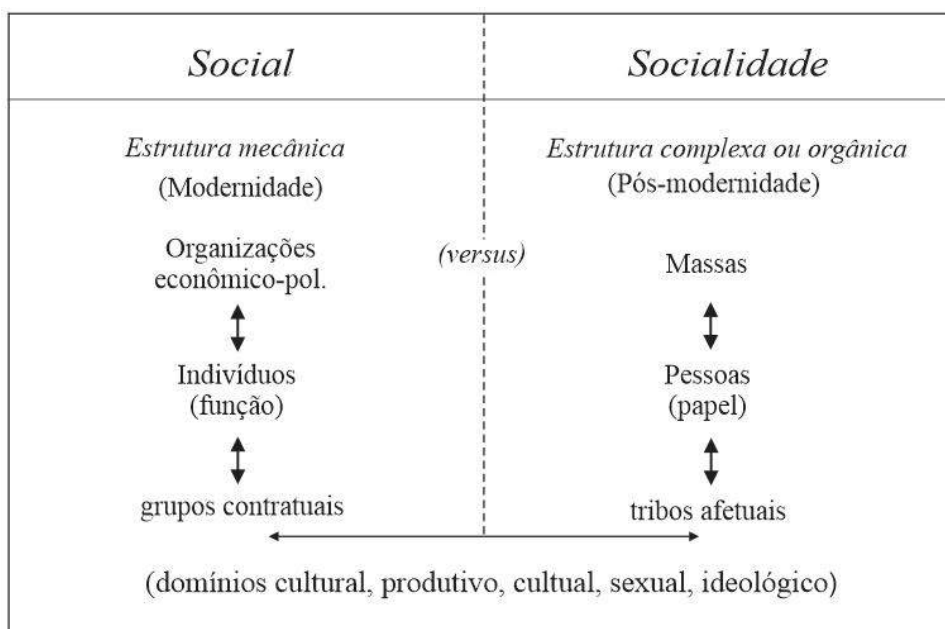 Social
Socialidade
Estrutura mecânica
(Modernidade)
Estrutura complexa ou orgânica
(Pós-modernidade)
Organizações
econômico-pol.
(versus)
Massas
Indivíduos
(função)
Pessoas
(papel)
grupos contratuais
tribos afetuais
(domínios cultural, produtivo, cultual, sexual, ideológico)